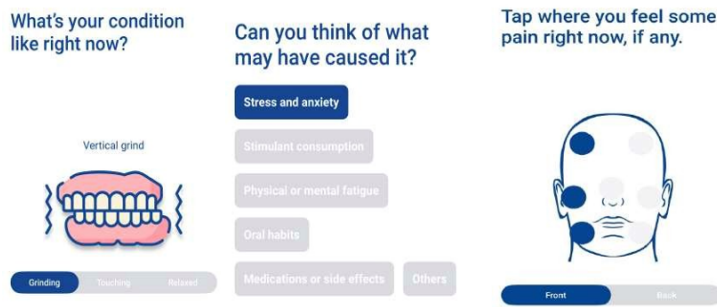 What's your condition
like right now?
Vertical grind
Grinding
Touching
Relaxed
Can you think of what
may have caused it?
Stress and anxiety
Stimulant consumption
Physical or mental fatigue
Oral habits
Medications or side effects
Others
Tap where you feel some
pain right now, if any.
Front
Back